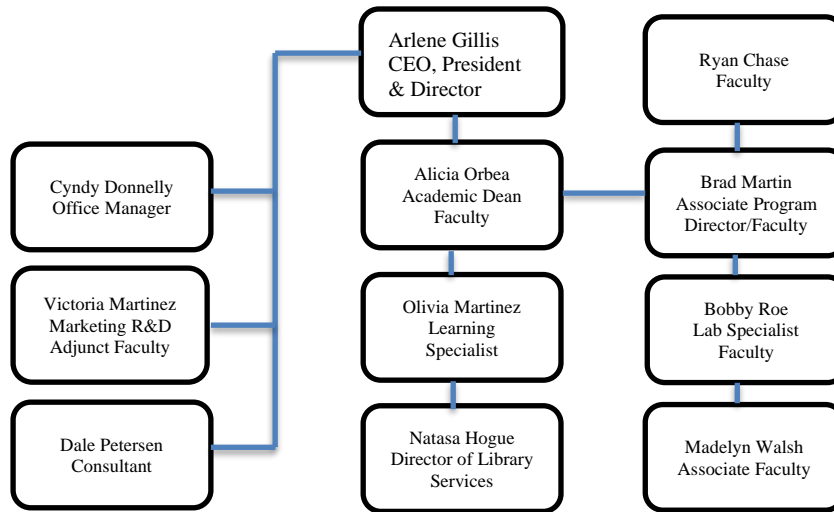 Arlene Gillis
CEO, President
& Director
Ryan Chase
Faculty
Cyndy Donnelly
Office Manager
Alicia Orbea
Academic Dean
Faculty
Brad Martin
Associate Program
Director/Faculty
Victoria Martinez
Marketing R&D
Adjunct Faculty
Olivia Martinez
Learning
Specialist
Bobby Roe
Lab Specialist
Faculty
Dale Petersen
Consultant
Natasa Hogue
Director of Library
Services
Madelyn Walsh
Associate Faculty